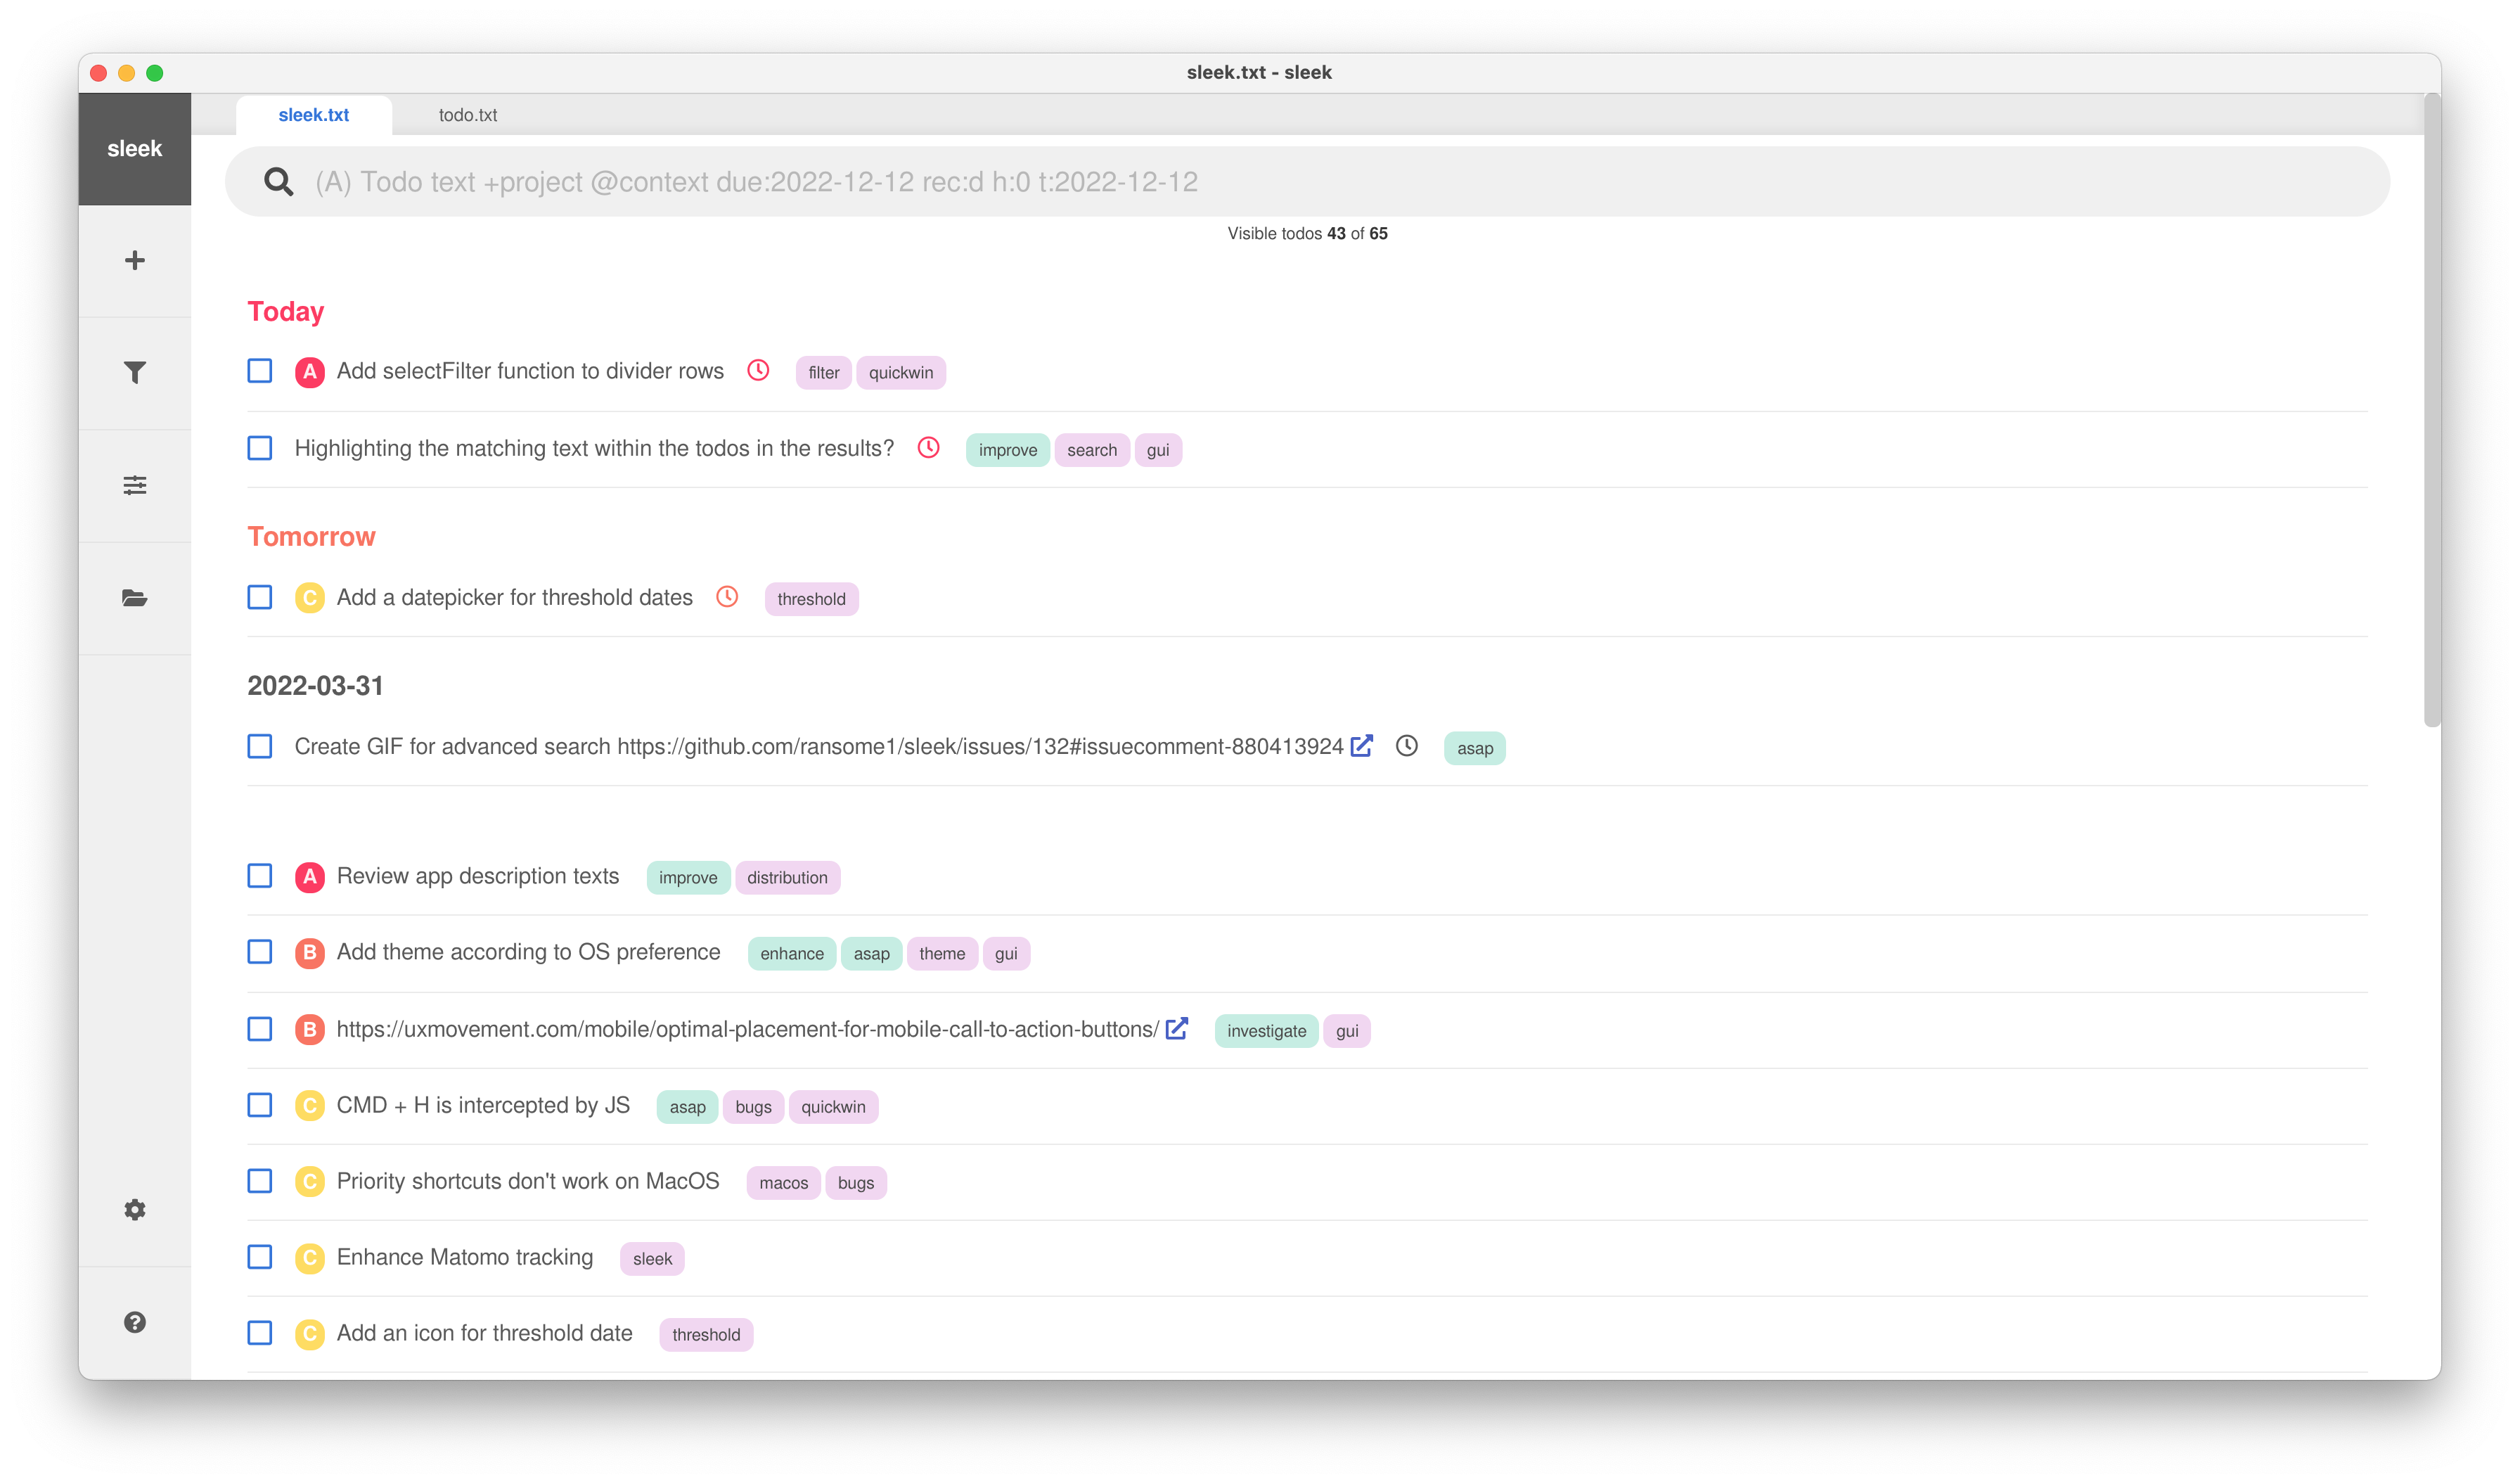 sleek.txt - sleek
sleek
sleek.txt todo.txt
(A) Todo text +project @context due:2022-12-12 rec:d h:0 t:2022-12-12
Visible todos 43 of 65
Today
A Add selectFilter function to divider rows filter quickwin
Highlighting the matching text within the todos in the results? improve search gui
Tomorrow
C Add a datepicker for threshold dates threshold
2022-03-31
Create GIF for advanced search https://github.com/ransome1/sleek/issues/132#issuecomment-880413924 asap
A Review app description texts improve distribution
B Add theme according to OS preference enhance asap theme gui
B https://uxmovement.com/mobile/optimal-placement-for-mobile-call-to-action-buttons/ investigate gui
C CMD + H is intercepted by JS asap bugs quickwin
C Priority shortcuts don't work on MacOS macos bugs
C Enhance Matomo tracking sleek
C Add an icon for threshold date threshold